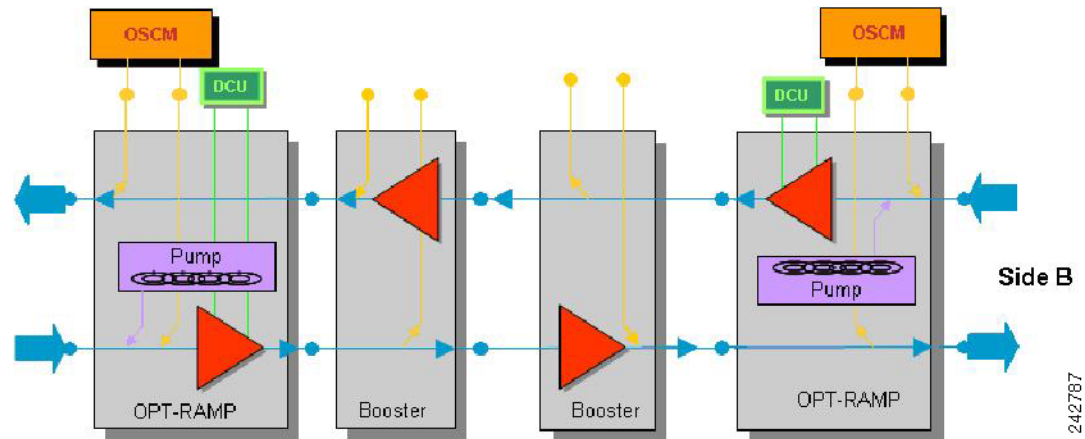 OSCM
OSCM
DCU
DCU
Pump
Pump
Side B
OPT-RAMP
Booster
Booster
OPT-RAMP
242787